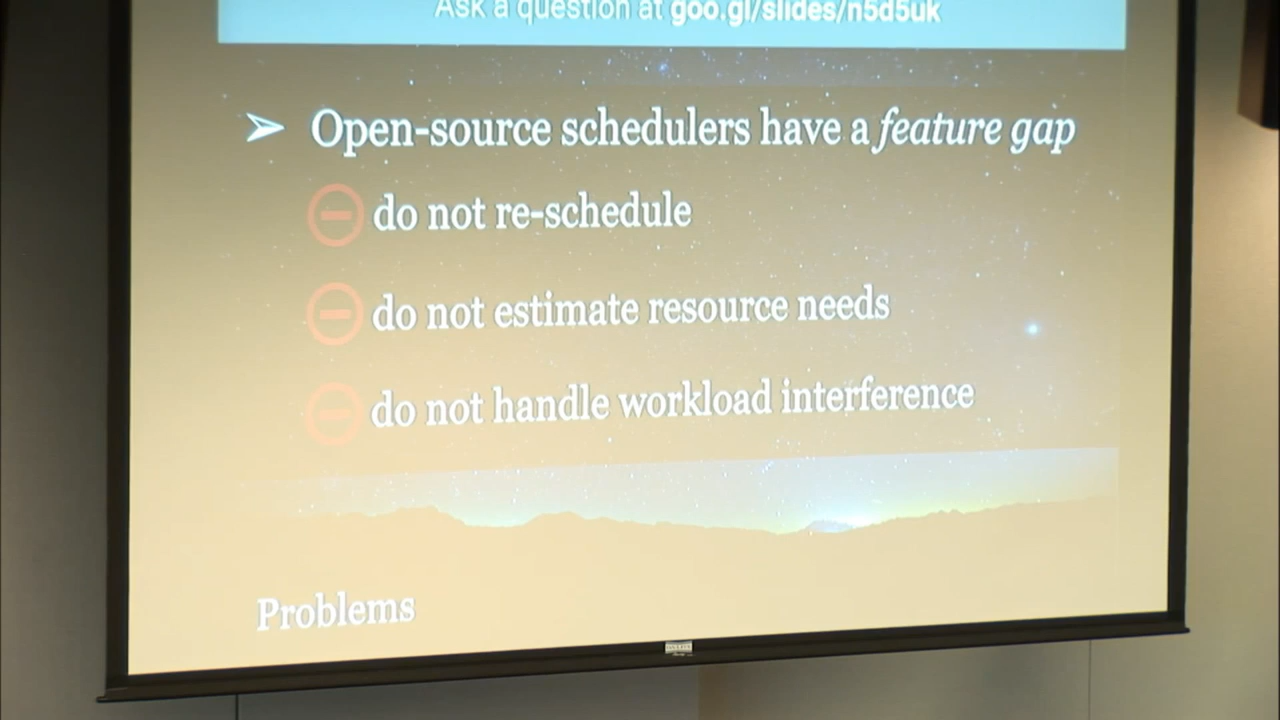 Ask a question at goo.gl/slides/n5d5uk
➢ Open-source schedulers have a feature gap
do not re-schedule
do not estimate resource needs
do not handle workload interference
Problems